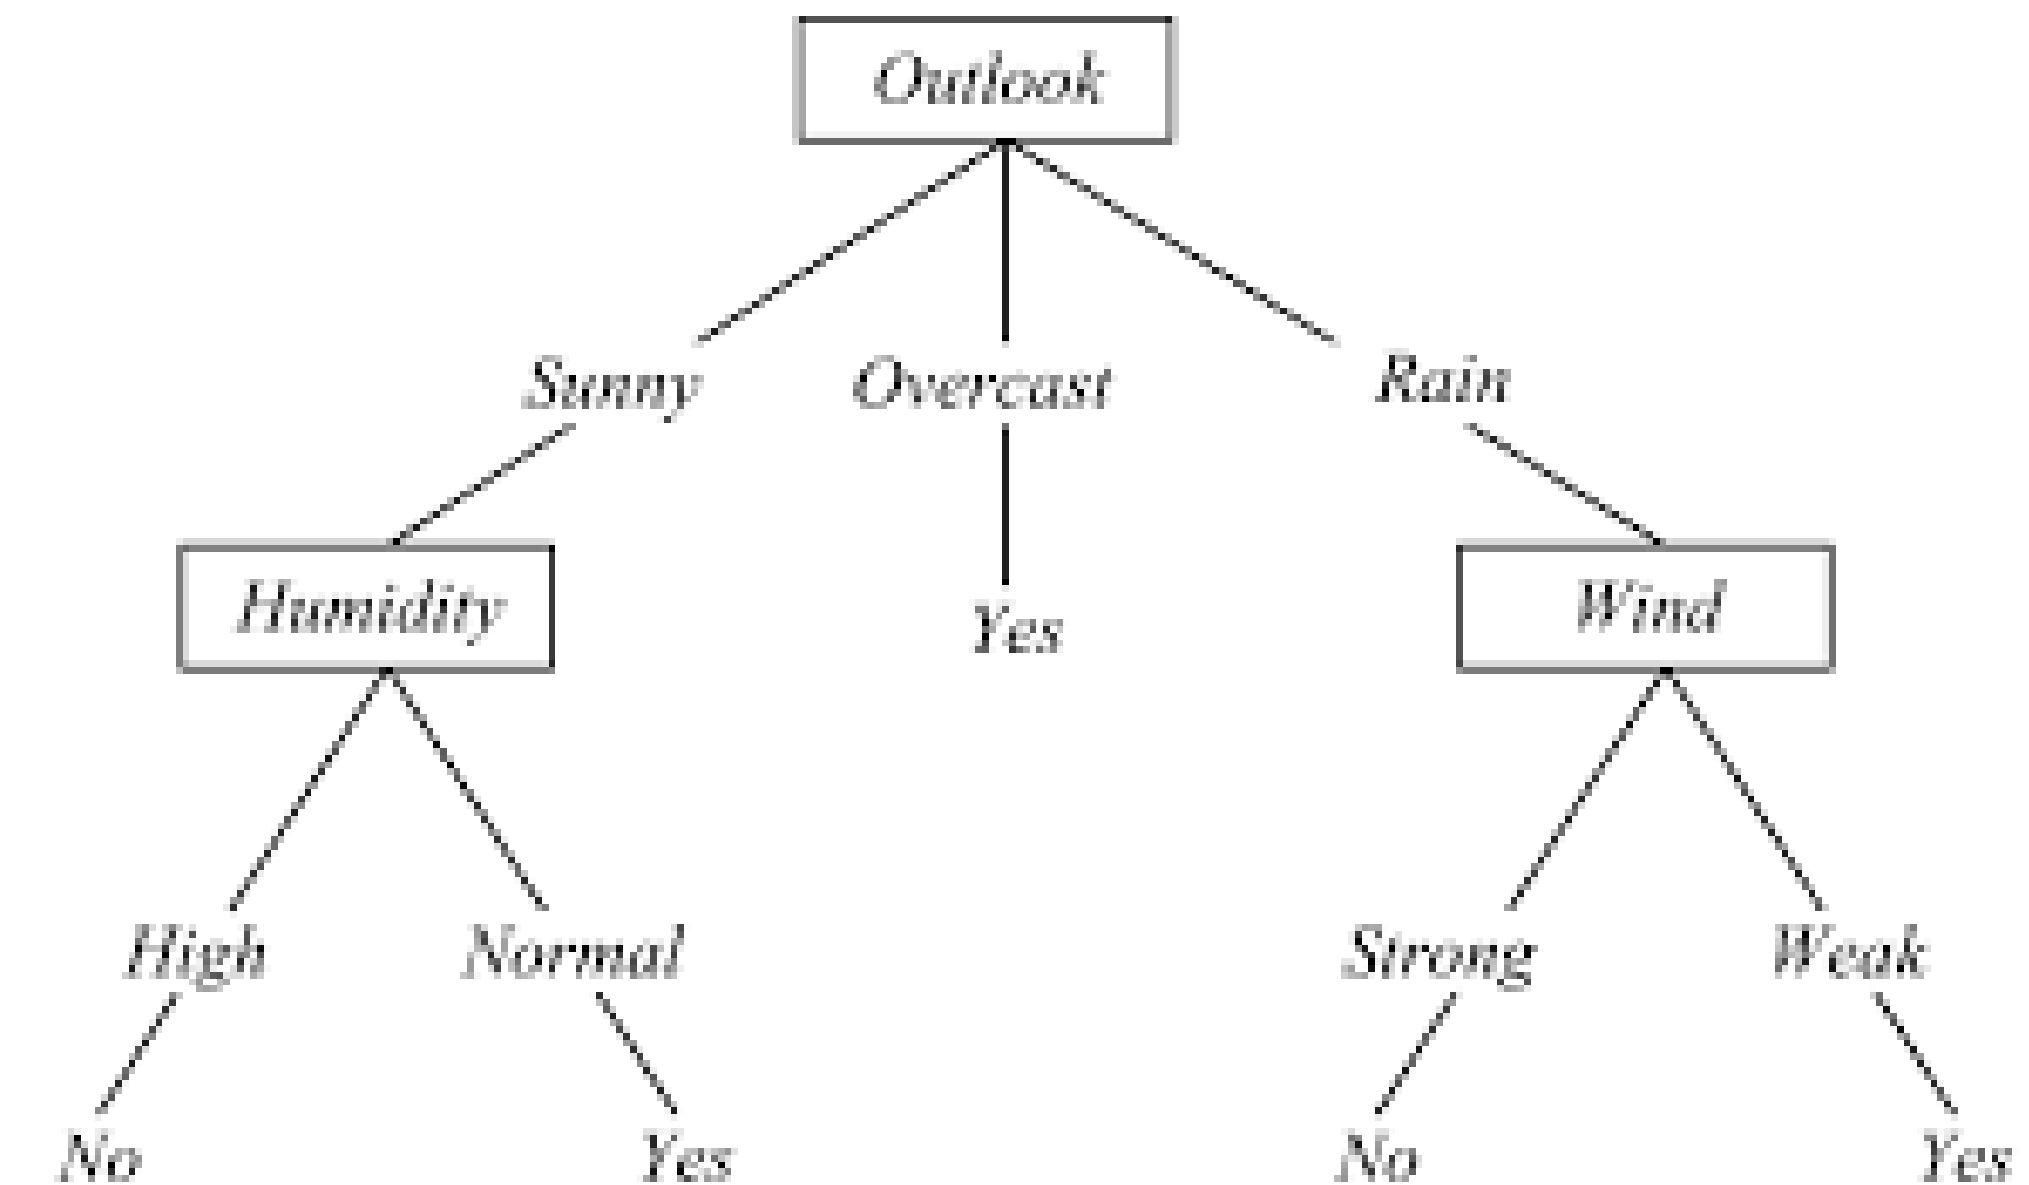 Outlook
Sunny Overcast Rain
Humidity Yes Wind
High Normal Strong Weak
No Yes No Yes